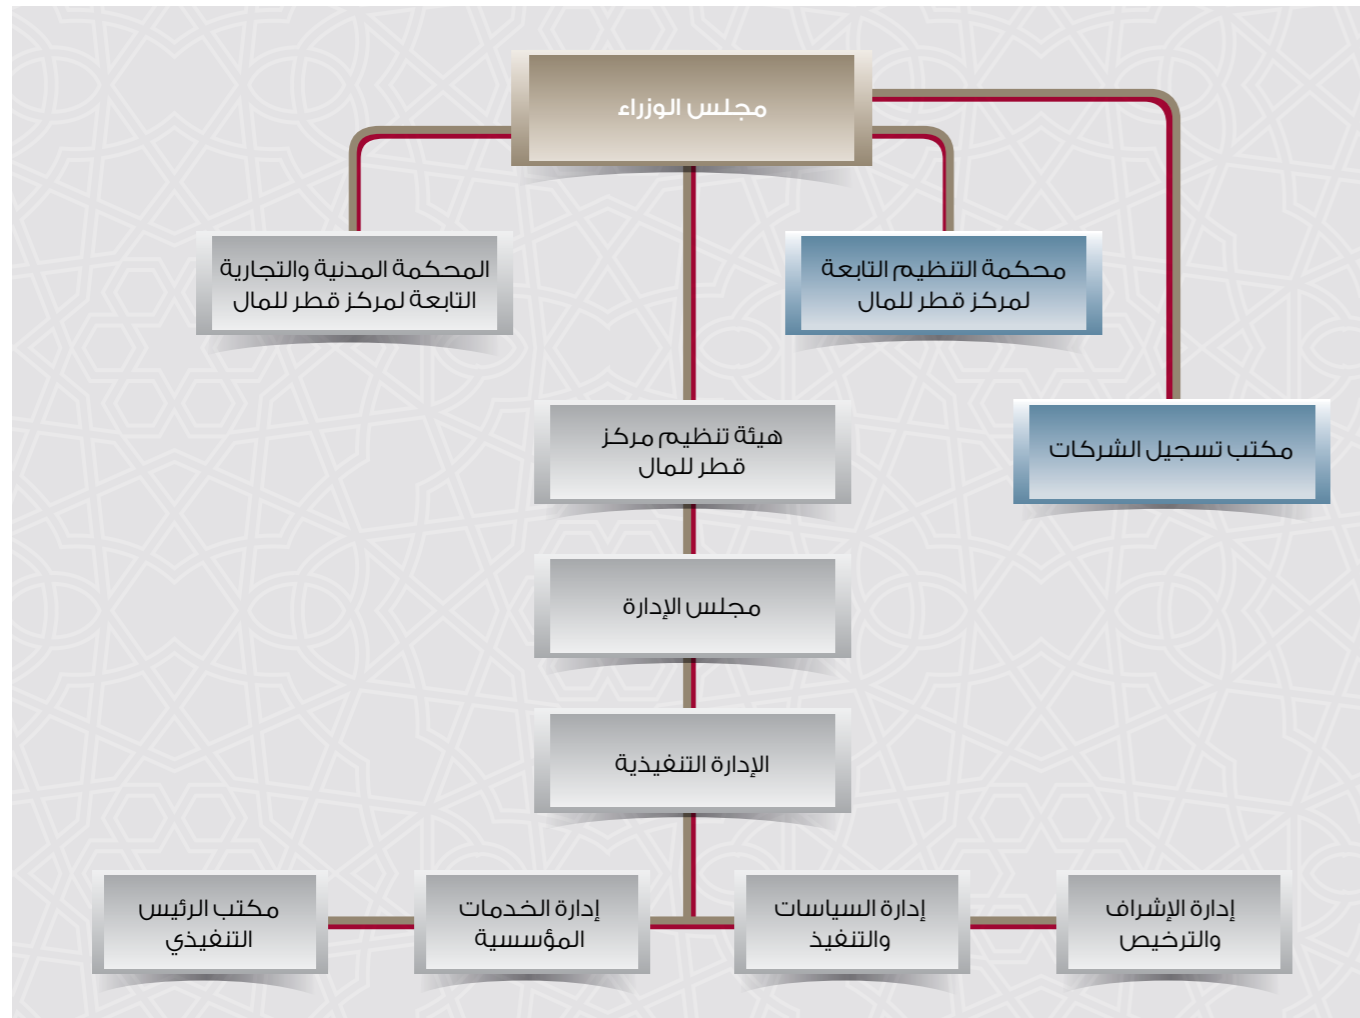 مجلس الوزراء
محكمة التنظيم التابعة
لمركز قطر للمال
المحكمة المدنية والتجارية
التابعة لمركز قطر للمال
مكتب تسجيل الشركات
هيئة تنظيم مركز
قطر للمال
مجلس الإدارة
الإدارة التنفيذية
إدارة الإشراف
والترخيص
إدارة السياسات
والتنفيذ
إدارة الخدمات
المؤسسية
مكتب الرئيس
التنفيذي